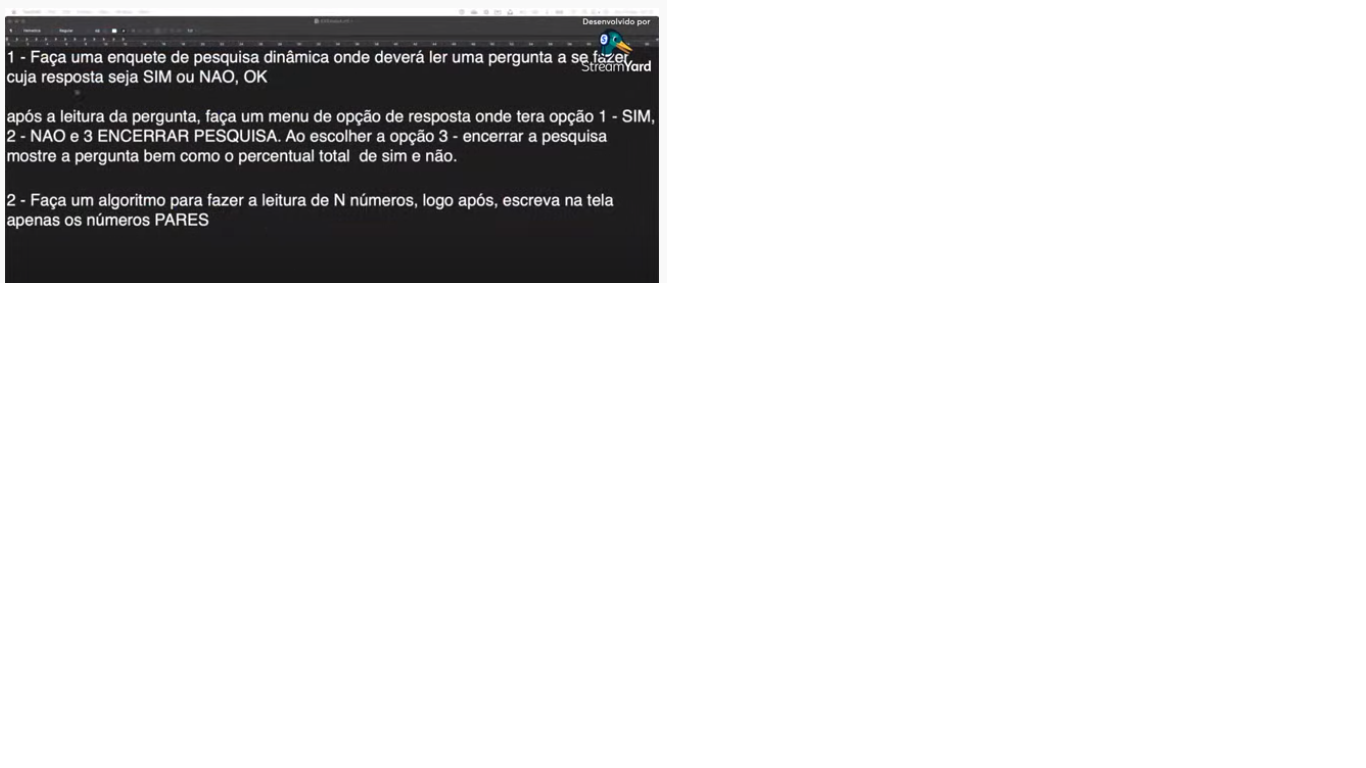 Desenvolvido por
StreamYard
1 - Faça uma enquete de pesquisa dinâmica onde deverá ler uma pergunta a se fazer
cuja resposta seja SIM ou NAO, OK
após a leitura da pergunta, faça um menu de opção de resposta onde tera opção 1 - SIM,
2 - NAO e 3 ENCERRAR PESQUISA. Ao escolher a opção 3 - encerrar a pesquisa
mostre a pergunta bem como o percentual total de sim e não.
2 - Faça um algoritmo para fazer a leitura de N números, logo após, escreva na tela
apenas os números PARES